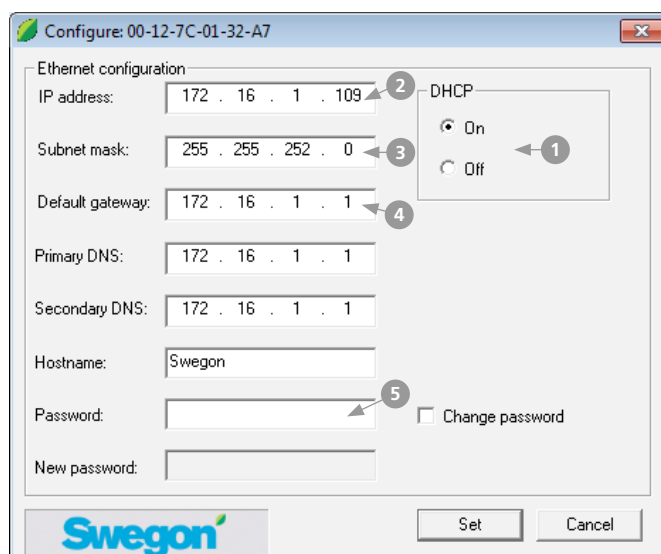 Configure: 00-12-7C-01-32-A7
Ethernet configuration
IP address: 172 . 16 . 1 . 109 2
DHCP
On
Off
1
Subnet mask: 255 . 255 . 252 . 0 3
Default gateway: 172 . 16 . 1 . 1 4
Primary DNS: 172 . 16 . 1 . 1
Secondary DNS: 172 . 16 . 1 . 1
Hostname: Swegon
Password: 5
Change password
New password:
Swegon
Set
Cancel